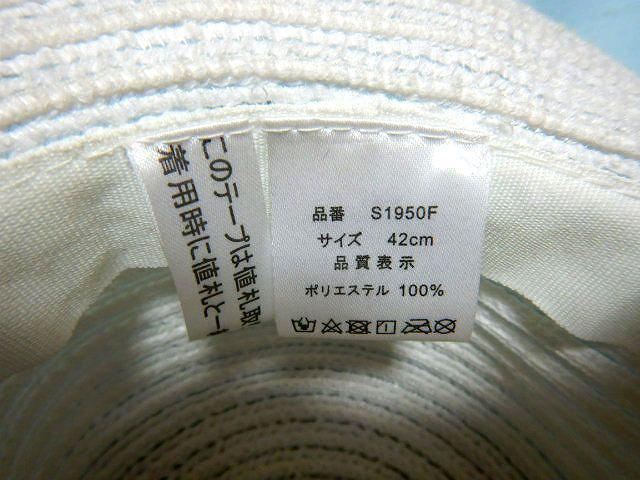 このテープは値札取
着用時に値札と一
品番 S1950F
サイズ 42cm
品質表示
ポリエステル 100%